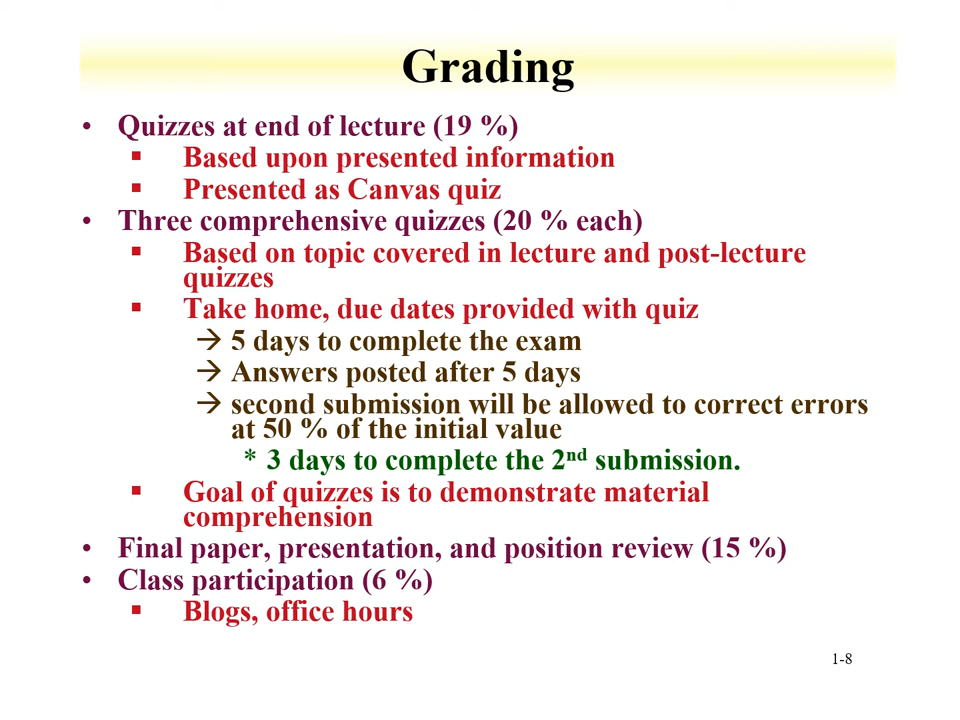 Grading
• Quizzes at end of lecture (19 %)
▪ Based upon presented information
▪ Presented as Canvas quiz
• Three comprehensive quizzes (20 % each)
▪ Based on topic covered in lecture and post-lecture
quizzes
▪ Take home, due dates provided with quiz
→ 5 days to complete the exam
→ Answers posted after 5 days
→ second submission will be allowed to correct errors
at 50 % of the initial value
* 3 days to complete the 2nd submission.
▪ Goal of quizzes is to demonstrate material
comprehension
• Final paper, presentation, and position review (15 %)
• Class participation (6 %)
▪ Blogs, office hours
1-8